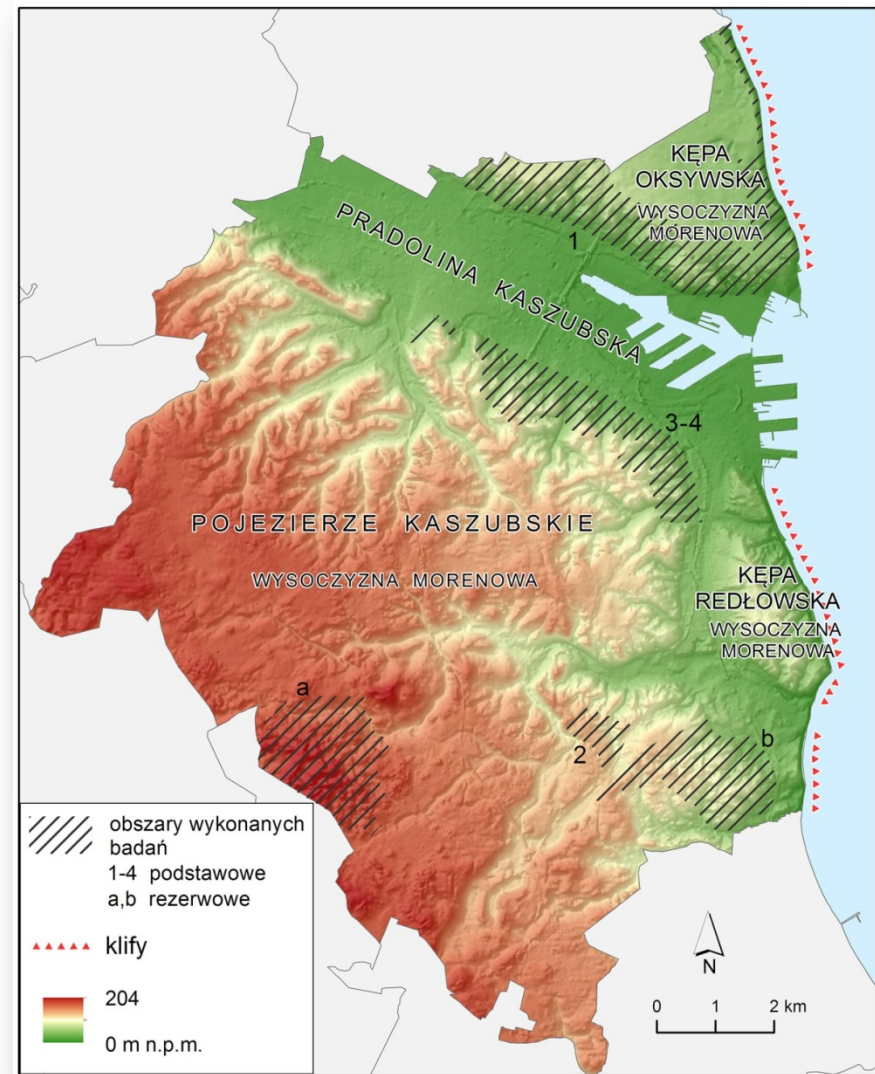 KĘPA
OKSYWSKA
WYSOCZYZNA
MORENOWA
1
PRADOLINA KASZUBSKA
3-4
POJEZIERZE KASZUBSKIE
WYSOCZYZNA MORENOWA
KĘPA
REDŁOWSKA
WYSOCZYZNA
MORENOWA
a
2
b
obszary wykonanych
badań
1-4 podstawowe
a,b rezerwowe
klify
204
0 m n.p.m.
N
0 1 2 km